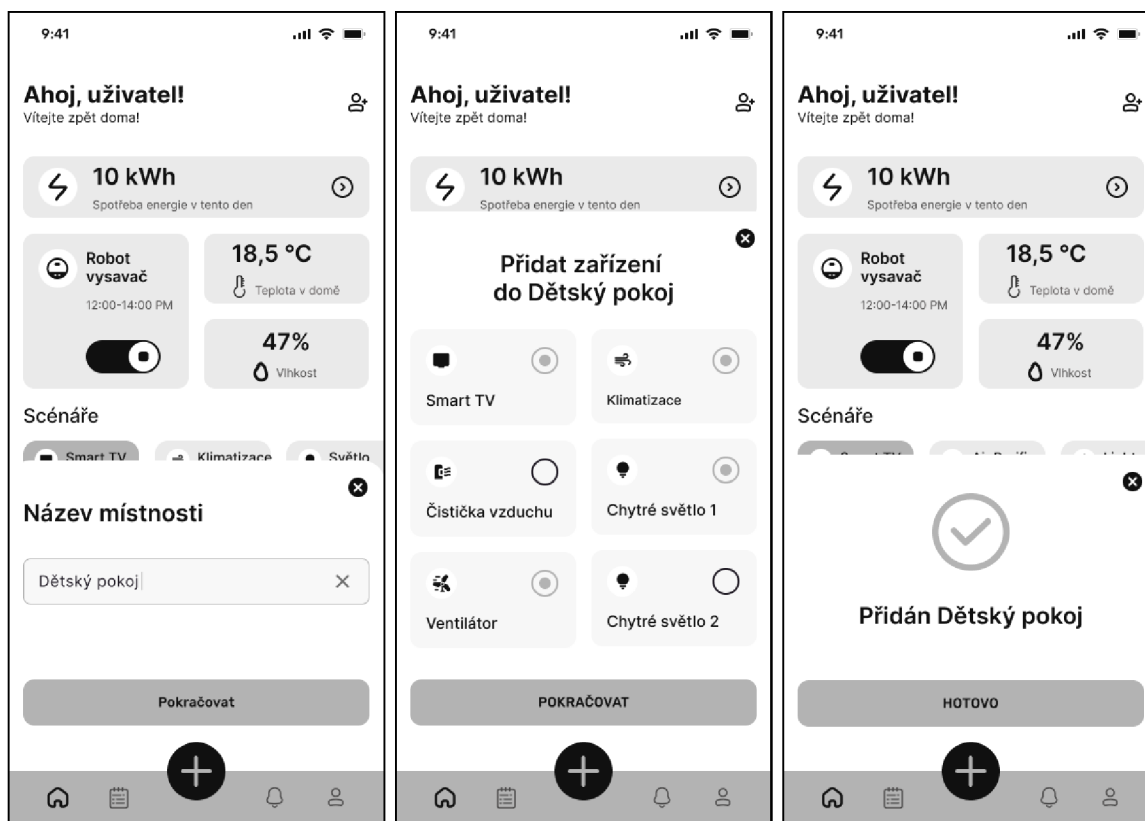 9:41
Ahoj, uživatel!
Vítejte zpět doma!
10 kWh
Spotřeba energie v tento den
Robot
vysavač
12:00-14:00 PM
18,5 °C
Teplota v domě
47%
Vlhkost
Scénáře
Smart TV
Klimatizace
Světlo
Název místnosti
Dětský pokoj
Pokračovat
9:41
Ahoj, uživatel!
Vítejte zpět doma!
10 kWh
Spotřeba energie v tento den
Přidat zařízení
do Dětský pokoj
Smart TV
Klimatizace
Čistička vzduchu
Chytré světlo 1
Ventilátor
Chytré světlo 2
POKRAČOVAT
9:41
Ahoj, uživatel!
Vítejte zpět doma!
10 kWh
Spotřeba energie v tento den
Robot
vysavač
12:00-14:00 PM
18,5 °C
Teplota v domě
47%
Vlhkost
Scénáře
Přidán Dětský pokoj
HOTOVO